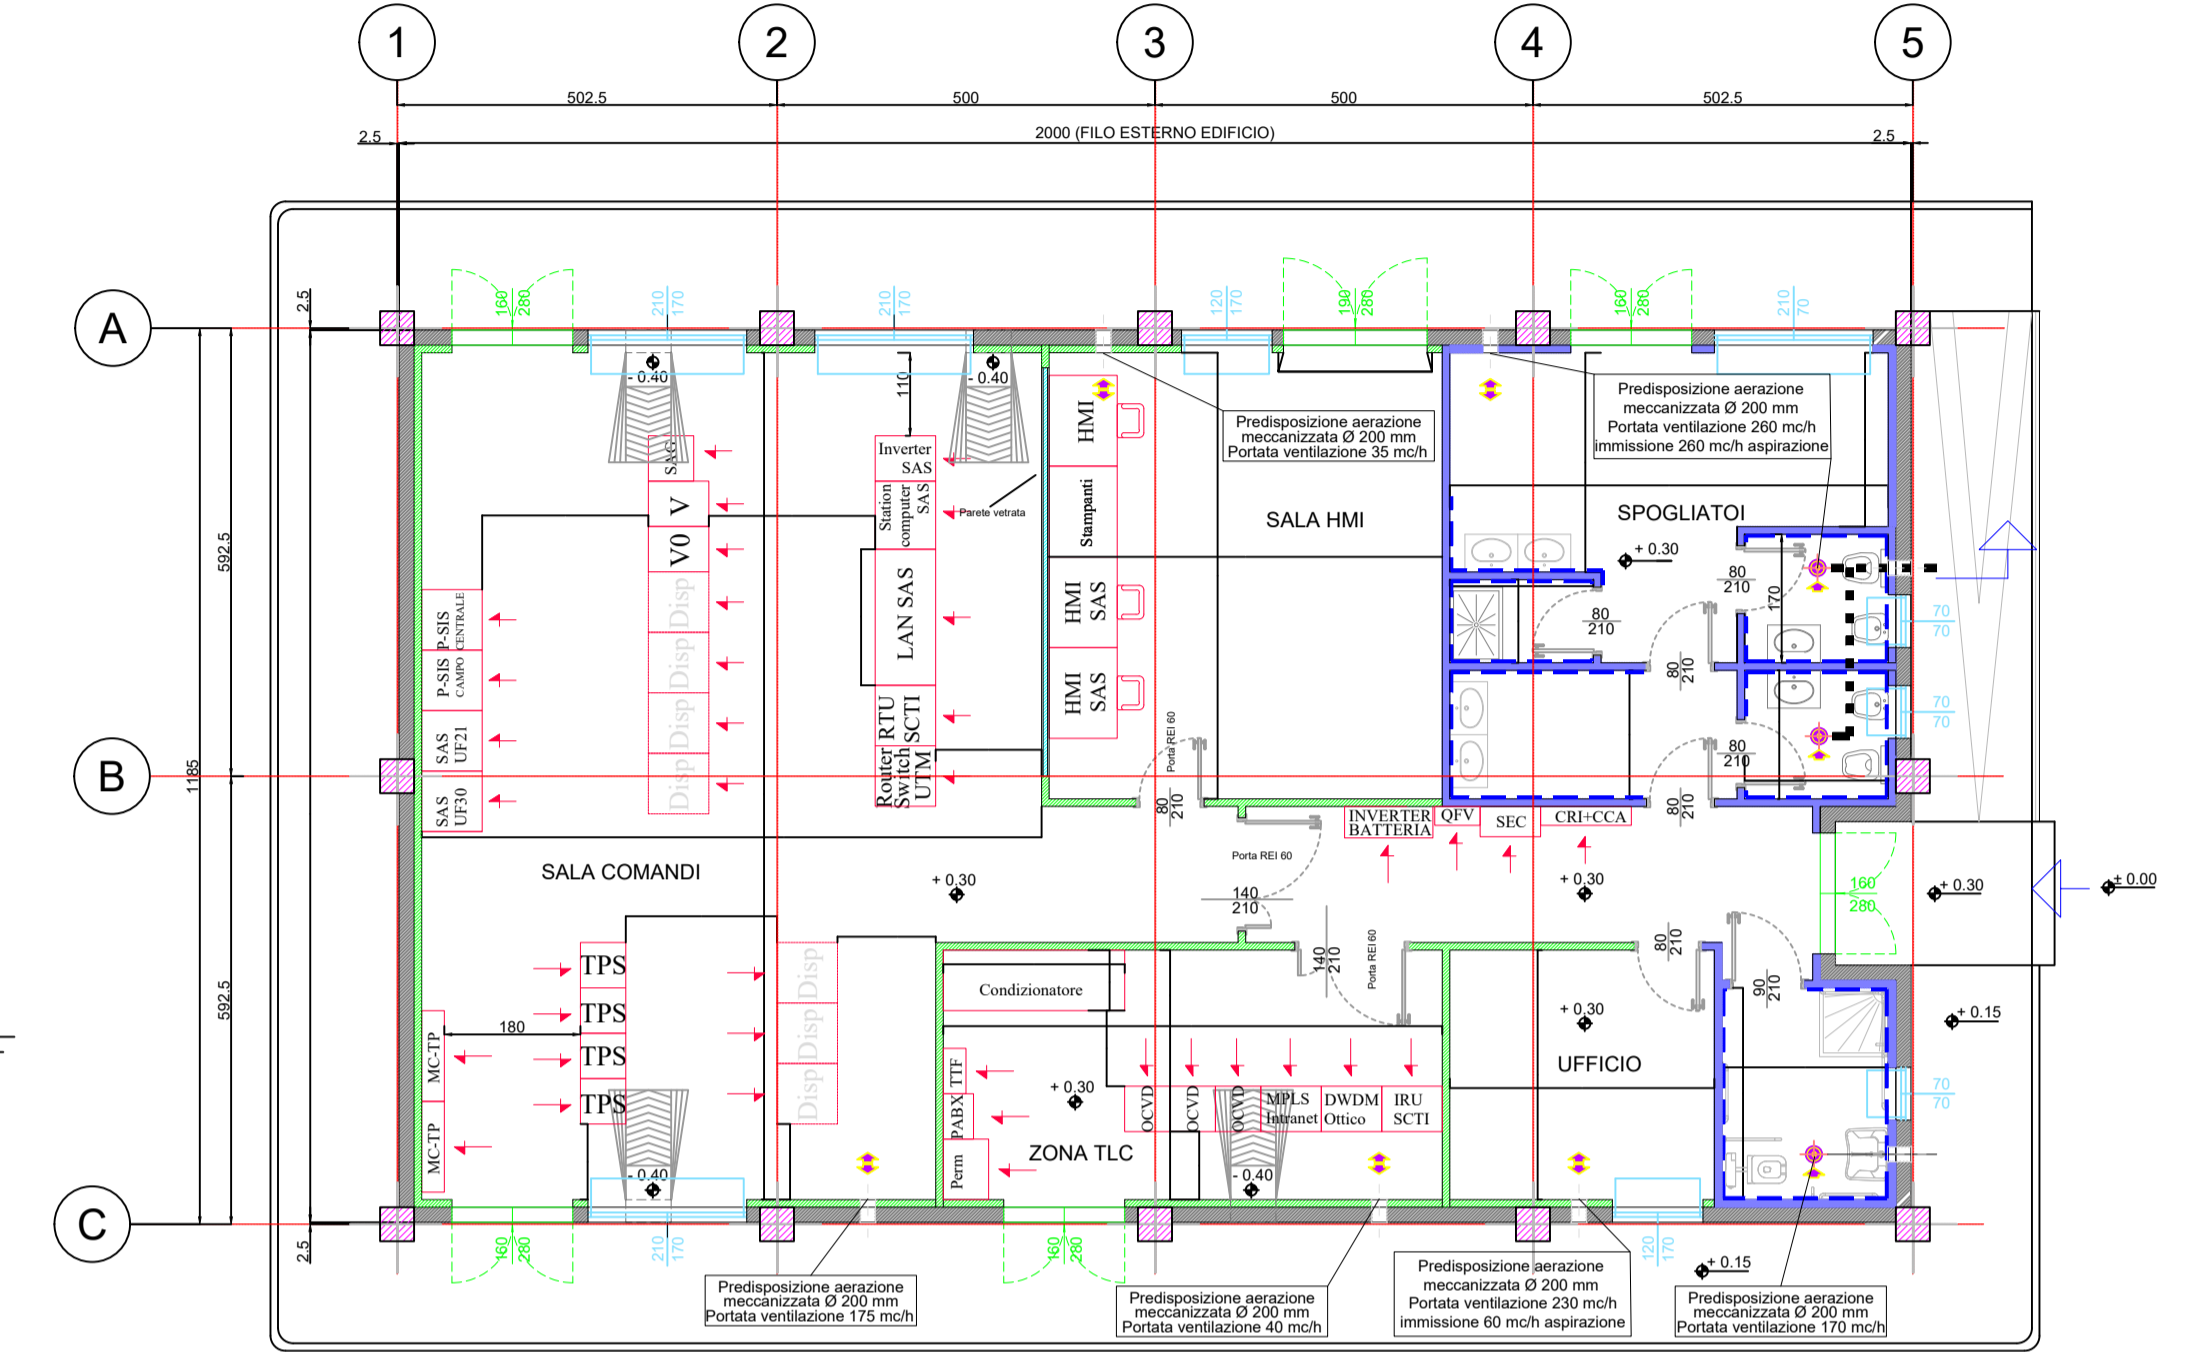 1
2
3
4
5
502.5
500
500
502.5
2.5
2000 (FILO ESTERNO EDIFICIO)
2.5
A
B
C
2.5
592.5
1185
592.5
2.5
160
280
210
170
210
170
120
170
190
280
160
280
210
70
- 0.40
- 0.40
110
SAG
V
V0
Disp
Disp
Disp
Disp
Inverter
SAS
Station
computer
SAS
LAN SAS
RTU
SCTI
Router
Switch
UTM
Parete vetrata
P-SIS
CENTRALE
P-SIS
CAMPO
SAS
UF21
SAS
UF30
HMI
Stampanti
HMI
SAS
HMI
SAS
Predisposizione aerazione
meccanizzata Ø 200 mm
Portata ventilazione 35 mc/h
SALA HMI
Predisposizione aerazione
meccanizzata Ø 200 mm
Portata ventilazione 260 mc/h
immissione 260 mc/h aspirazione
SPOGLIATOI
+ 0.30
80
210
80
210
170
80
210
80
210
80
210
70
70
70
70
Porta REI 60
80
210
INVERTER
BATTERIA
QFV
SEC
CRI+CCA
Porta REI 60
140
210
SALA COMANDI
+ 0.30
+ 0.30
160
280
+ 0.30
± 0.00
TPS
TPS
TPS
TPS
180
MC-TP
MC-TP
Disp
Disp
Disp
- 0.40
Condizionatore
140
210
Porta REI 60
80
210
90
210
+ 0.30
UFFICIO
+ 0.15
TTF
PABX
Perm
+ 0.30
OCVD
OCVD
OCVD
MPLS
Intranet
DWDM
Ottico
IRU
SCTI
ZONA TLC
- 0.40
70
70
160
280
210
170
160
280
120
170
+ 0.15
Predisposizione aerazione
meccanizzata Ø 200 mm
Portata ventilazione 175 mc/h
Predisposizione aerazione
meccanizzata Ø 200 mm
Portata ventilazione 40 mc/h
Predisposizione aerazione
meccanizzata Ø 200 mm
Portata ventilazione 230 mc/h
immissione 60 mc/h aspirazione
Predisposizione aerazione
meccanizzata Ø 200 mm
Portata ventilazione 170 mc/h